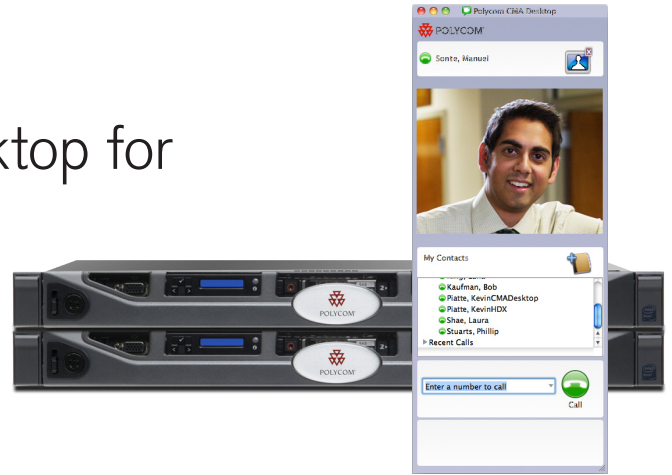 Polycom CMA Desktop
POLYCOM
Sonte, Manuel
ktop for
My Contacts
Kaufman, Bob
Piatte, KevinCMADesktop
Piatte, KevinHDX
Shae, Laura
Stuarts, Phillip
Recent Calls
POLYCOM
POLYCOM
Enter a number to call
Call